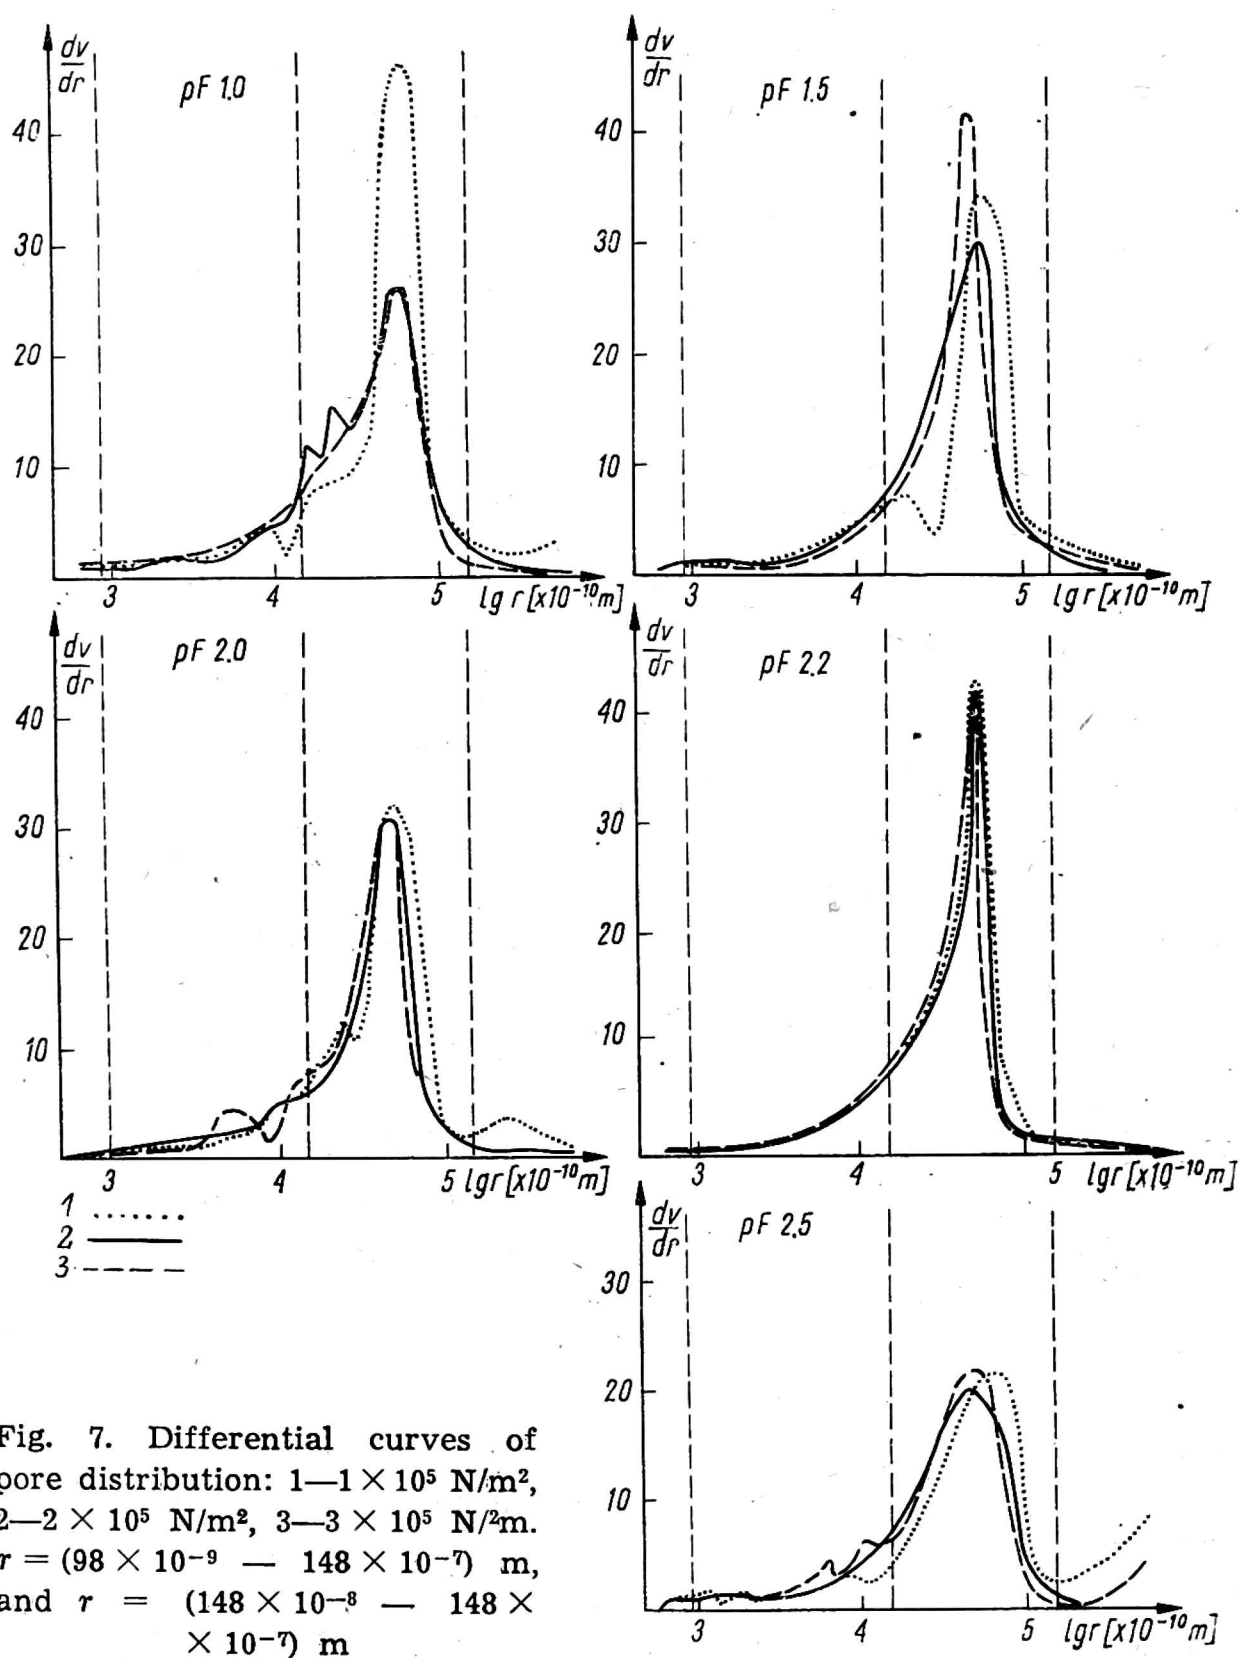 dv
dr
pF 1.0
40
30
20
10
3 4 5 lg r [x10⁻¹⁰m]
dv
dr
pF 1.5
40
30
20
10
3 4 5 lg r [x10⁻¹⁰m]
dv
dr
pF 2.0
40
30
20
10
3 4 5 lgr [x10⁻¹⁰m]
dv
dr
pF 2.2
40
30
20
10
3 4 5 lgr [x10⁻¹⁰m]
1
2
3
dv
dr
pF 2.5
30
20
10
3 4 5 lgr [x10⁻¹⁰m]
Fig. 7. Differential curves of
pore distribution: 1—1 × 10⁵ N/m²,
2—2 × 10⁵ N/m², 3—3 × 10⁵ N/²m.
r = (98 × 10⁻⁹ — 148 × 10⁻⁷) m,
and r = (148 × 10⁻⁸ — 148 ×
× 10⁻⁷) m